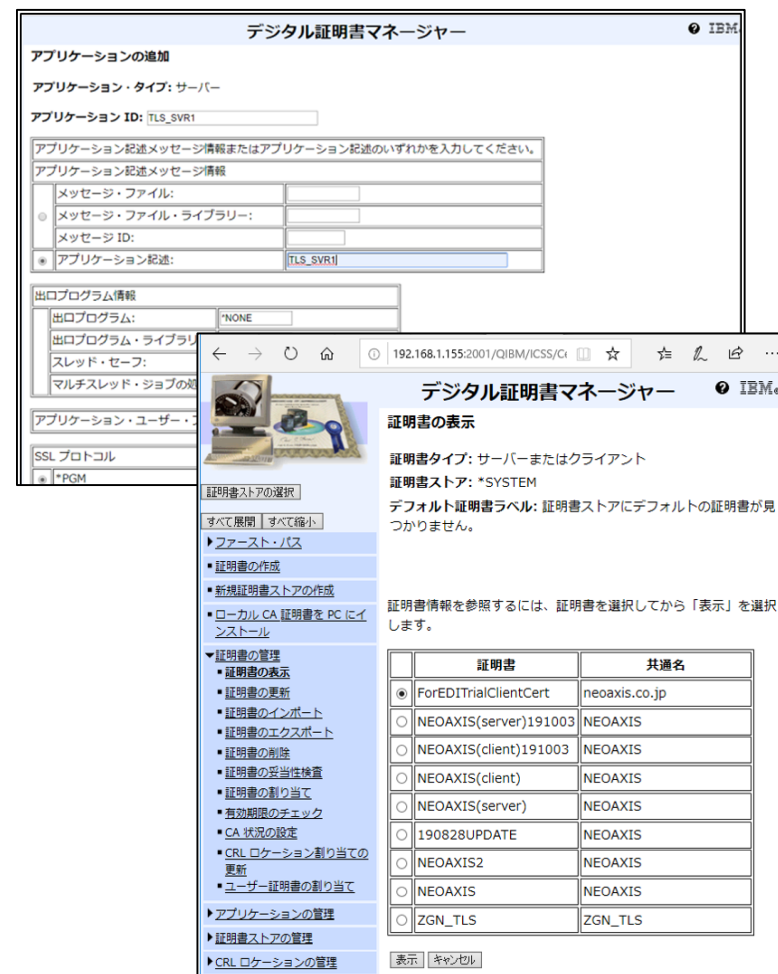 デジタル証明書マネージャー
IBM
アプリケーションの追加
アプリケーション・タイプ: サーバー
アプリケーション ID: TLS_SVR1
アプリケーション記述メッセージ情報またはアプリケーション記述のいずれかを入力してください。
アプリケーション記述メッセージ情報
メッセージ・ファイル:
メッセージ・ファイル・ライブラリー:
メッセージ ID:
アプリケーション記述: TLS_SVR1
出口プログラム情報
出口プログラム: *NONE
出口プログラム・ライブラリ
スレッド・セーフ:
マルチスレッド・ジョブの処
アプリケーション・ユーザー・
SSL プロトコル
*PGM
192.168.1.155:2001/QIBM/ICSS/Ce
デジタル証明書マネージャー
IBM
証明書ストアの選択
すべて展開 すべて縮小
ファースト・パス
証明書の作成
新規証明書ストアの作成
ローカル CA 証明書を PC にイ
ンストール
証明書の管理
証明書の表示
証明書の更新
証明書のインポート
証明書のエクスポート
証明書の削除
証明書の妥当性検査
証明書の割り当て
有効期限のチェック
CA 状況の設定
CRL ロケーション割り当ての
更新
ユーザー証明書の割り当て
アプリケーションの管理
証明書ストアの管理
CRL ロケーションの管理
証明書の表示
証明書タイプ: サーバーまたはクライアント
証明書ストア: *SYSTEM
デフォルト証明書ラベル: 証明書ストアにデフォルトの証明書が見
つかりません。
証明書情報を参照するには、証明書を選択してから「表示」を選択
します。
証明書 共通名
ForEDITrialClientCert neoaxis.co.jp
NEOAXIS(server)191003 NEOAXIS
NEOAXIS(client)191003 NEOAXIS
NEOAXIS(client) NEOAXIS
NEOAXIS(server) NEOAXIS
190828UPDATE NEOAXIS
NEOAXIS2 NEOAXIS
NEOAXIS NEOAXIS
ZGN_TLS ZGN_TLS
表示 キャンセル